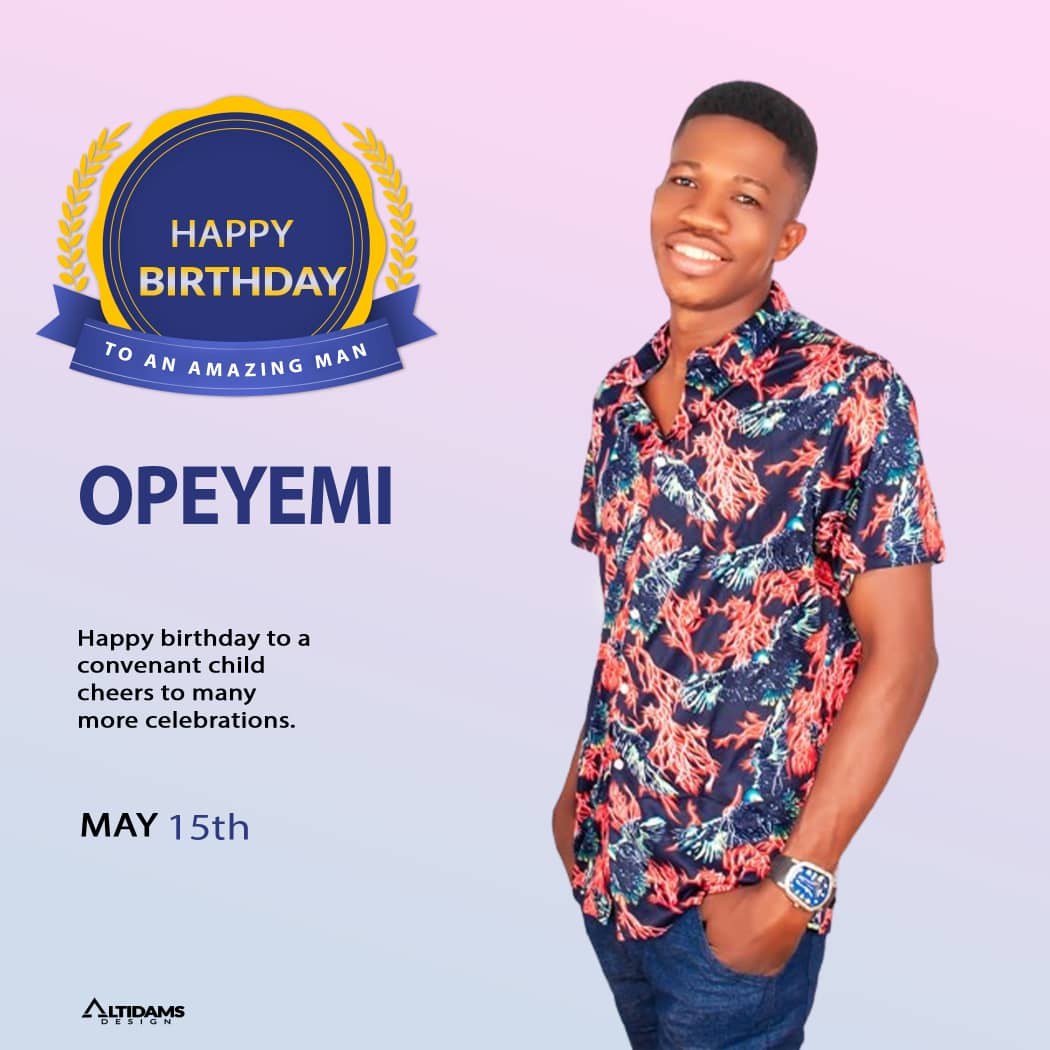 HAPPY
BIRTHDAY
TO AN AMAZING MAN
OPEYEMI
Happy birthday to a
convenant child
cheers to many
more celebrations.
MAY 15th
ALTIDAMS
DESIGN